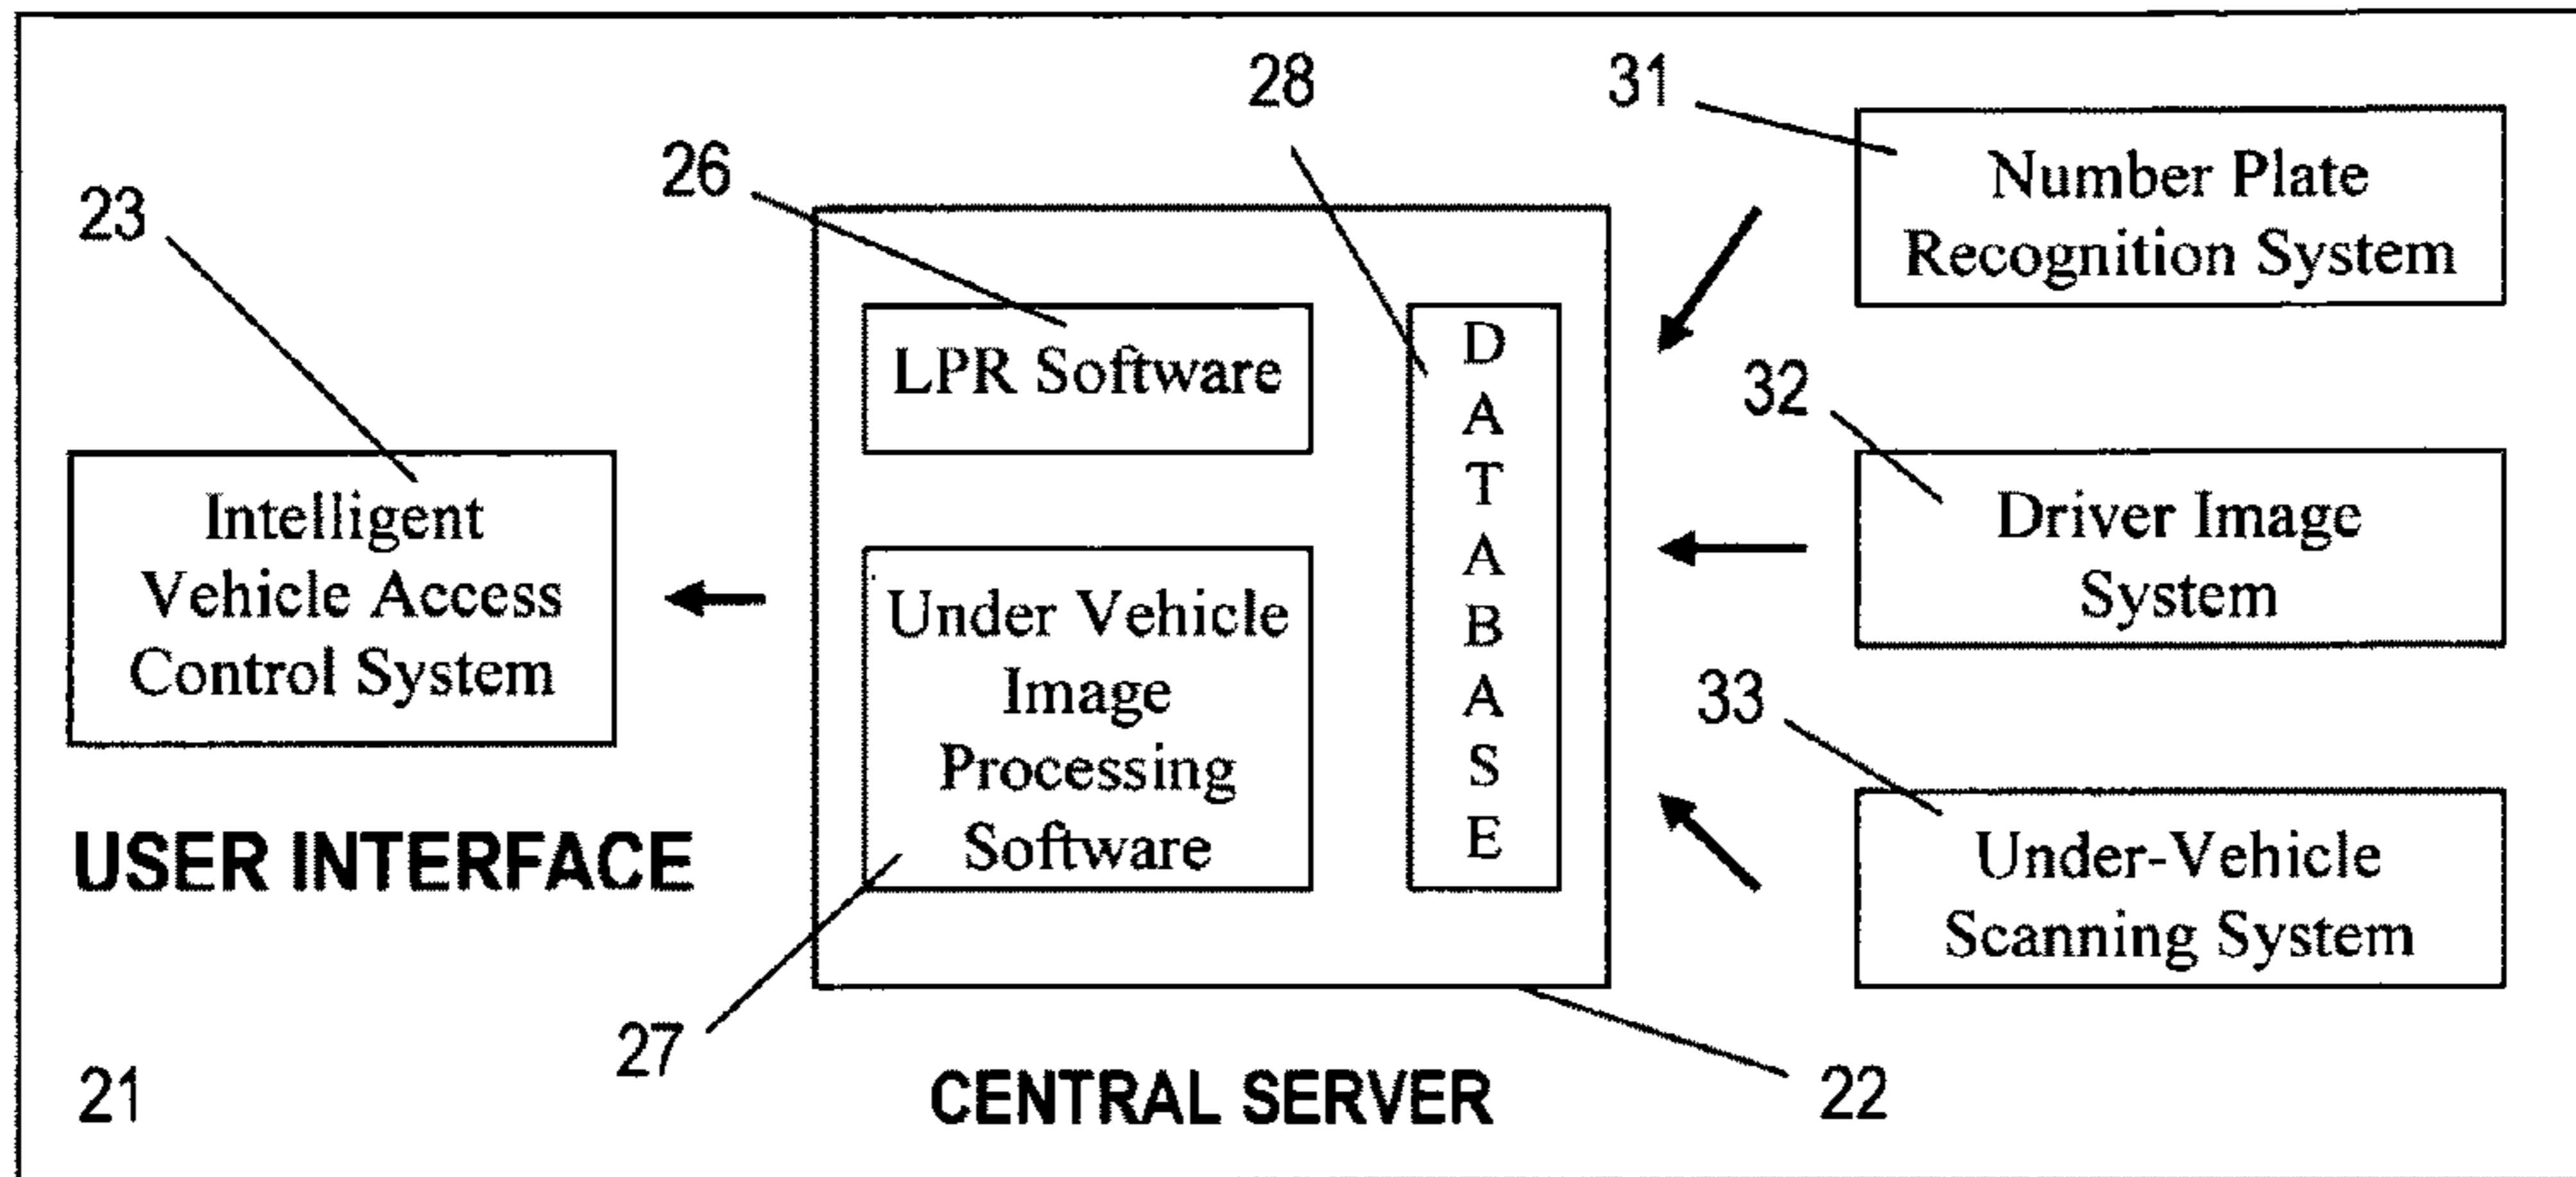 28
31
26
Number Plate
Recognition System
23
LPR Software
D
A
T
A
B
A
S
E
32
Driver Image
System
Intelligent
Vehicle Access
Control System
Under Vehicle
Image
Processing
Software
33
Under-Vehicle
Scanning System
USER INTERFACE
27
21
CENTRAL SERVER
22